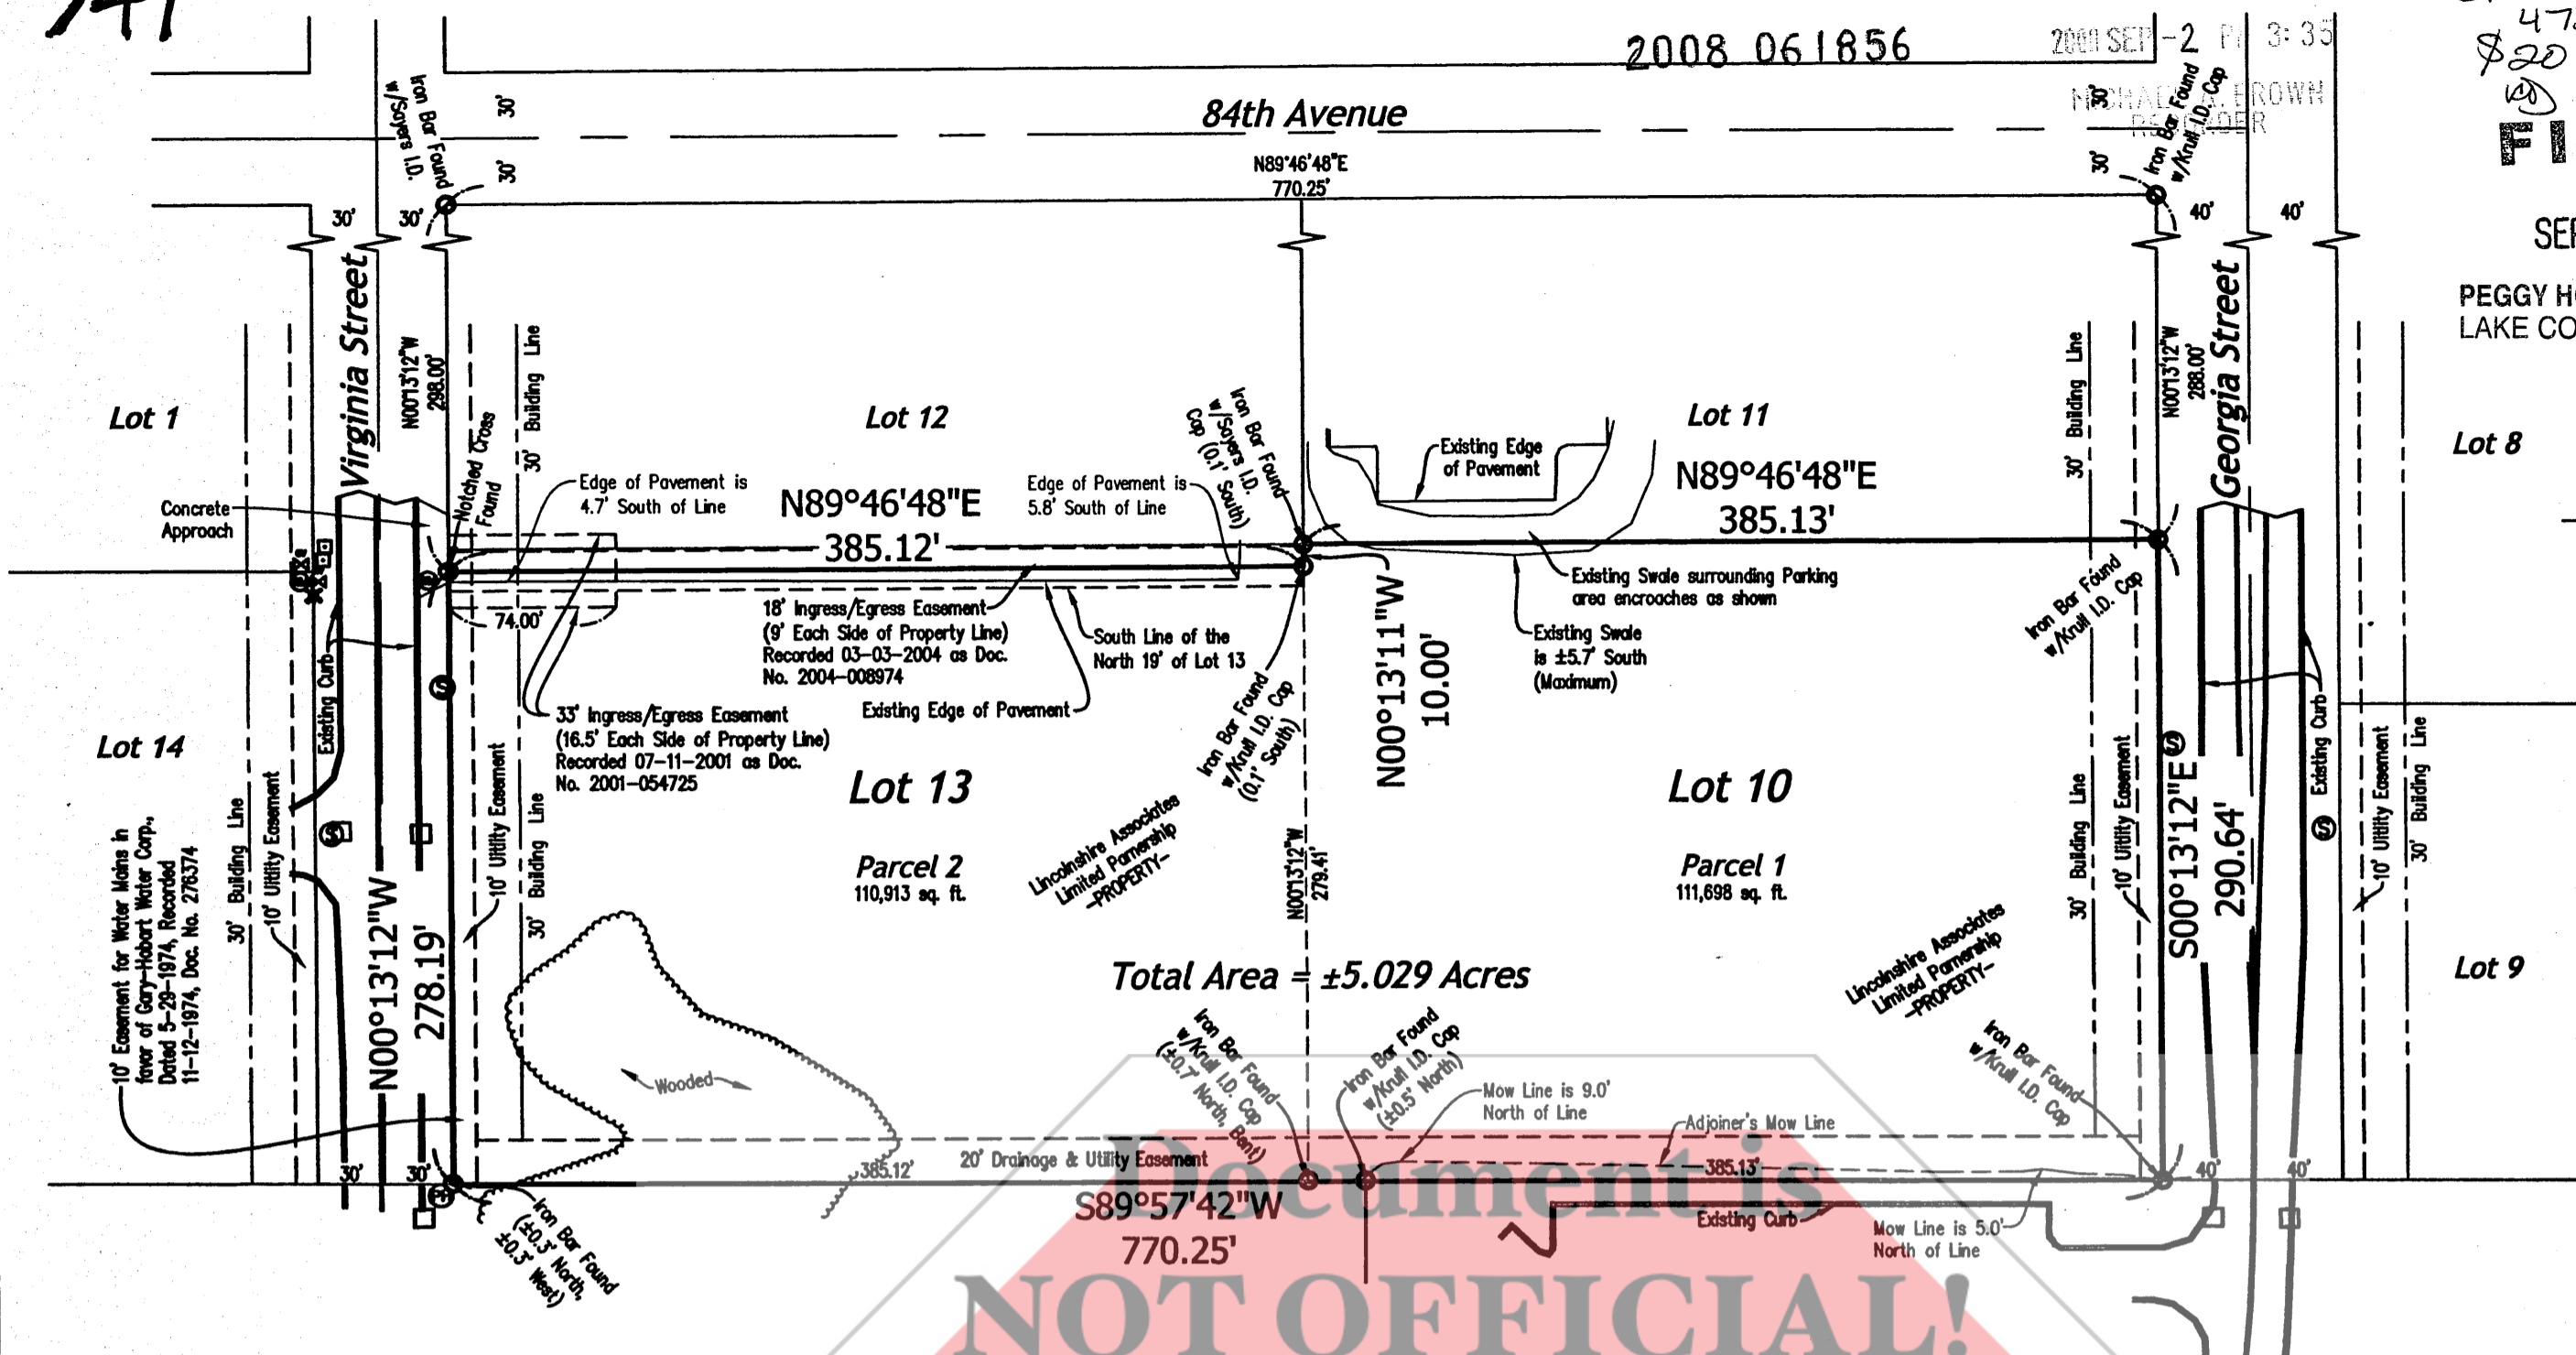 2008 061856
2008 SEP -2 P 3: 35
47
$20
MICHAEL A. BROWN
RECORDER
FI
SEP
PEGGY HO
LAKE CO
84th Avenue
N89°46'48"E
770.25'
30'
30'
30'
30'
Iron Bar Found
w/Sayers I.D.
Iron Bar Found
w/Krull I.D. Cap
30'
30'
40'
40'
Virginia Street
Georgia Street
N00°13'12"W
298.00'
30' Building Line
30' Building Line
N00°13'12"W
288.00'
Lot 1
Lot 12
Lot 11
Lot 8
Notched Cross
Found
Concrete
Approach
Edge of Pavement is
4.7' South of Line
N89°46'48"E
385.12'
Edge of Pavement is
5.8' South of Line
Iron Bar Found
w/Sayers I.D.
Cap (0.1' South)
Existing Edge
of Pavement
N89°46'48"E
385.13'
Existing Swale surrounding Parking
area encroaches as shown
Existing Swale
is ±5.7' South
(Maximum)
N00°13'11"W
10.00'
Iron Bar Found
w/Krull I.D. Cap
74.00'
18' Ingress/Egress Easement
(9' Each Side of Property Line)
Recorded 03-03-2004 as Doc.
No. 2004-008974
South Line of the
North 19' of Lot 13
Existing Edge of Pavement
33' Ingress/Egress Easement
(16.5' Each Side of Property Line)
Recorded 07-11-2001 as Doc.
No. 2001-054725
Iron Bar Found
w/Krull I.D. Cap
(0.1' South)
Existing Curb
Existing Curb
Lot 14
Lot 13
Lot 10
Lot 9
Parcel 2
110,913 sq. ft.
Parcel 1
111,698 sq. ft.
Lincolnshire Associates
Limited Parnership
-PROPERTY-
Lincolnshire Associates
Limited Parnership
-PROPERTY-
N00°13'12"W
279.41'
Total Area = ±5.029 Acres
10' Easement for Water Mains in
favor of Gary-Hobart Water Corp.,
Dated 5-29-1974, Recorded
11-12-1974, Doc. No. 276374
30' Building Line
10' Utility Easement
N00°13'12"W
278.19'
10' Utility Easement
30' Building Line
30' Building Line
10' Utility Easement
S00°13'12"E
290.64'
10' Utility Easement
30' Building Line
Wooded
Iron Bar Found
w/Krull I.D. Cap
(±0.7' North, Bent)
Iron Bar Found
w/Krull I.D. Cap
(±0.5' North)
Mow Line is 9.0'
North of Line
Adjoiner's Mow Line
Iron Bar Found
w/Krull I.D. Cap
30'
30'
385.12'
20' Drainage & Utility Easement
385.13'
40'
40'
S89°57'42"W
770.25'
Existing Curb
Mow Line is 5.0'
North of Line
Iron Bar Found
(±0.3' North,
±0.3' West)
Document is
NOT OFFICIAL!